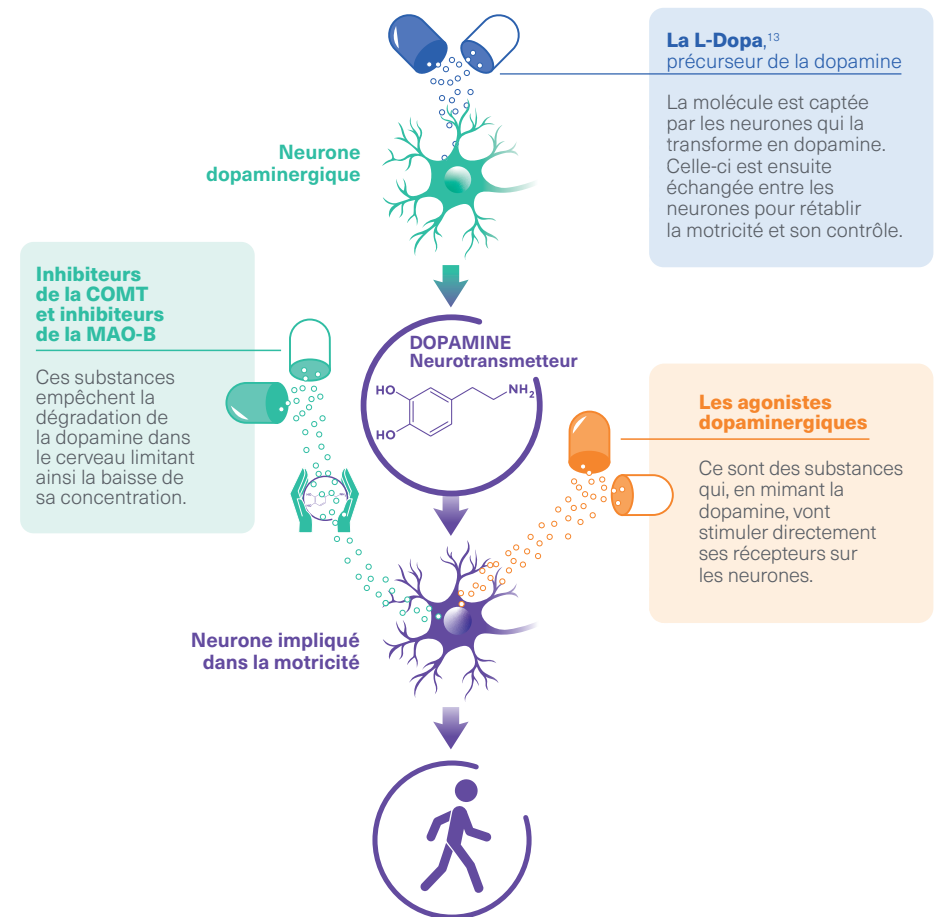 La L-Dopa,¹³
précurseur de la dopamine
La molécule est captée
par les neurones qui la
transforme en dopamine.
Celle-ci est ensuite
échangée entre les
neurones pour rétablir
la motricité et son contrôle.
Neurone
dopaminergique
Inhibiteurs
de la COMT
et inhibiteurs
de la MAO-B
Ces substances
empêchent la
dégradation de
la dopamine dans
le cerveau limitant
ainsi la baisse de
sa concentration.
DOPAMINE
Neurotransmetteur
HO
NH₂
HO
Les agonistes
dopaminergiques
Ce sont des substances
qui, en mimant la
dopamine, vont
stimuler directement
ses récepteurs sur
les neurones.
Neurone impliqué
dans la motricité